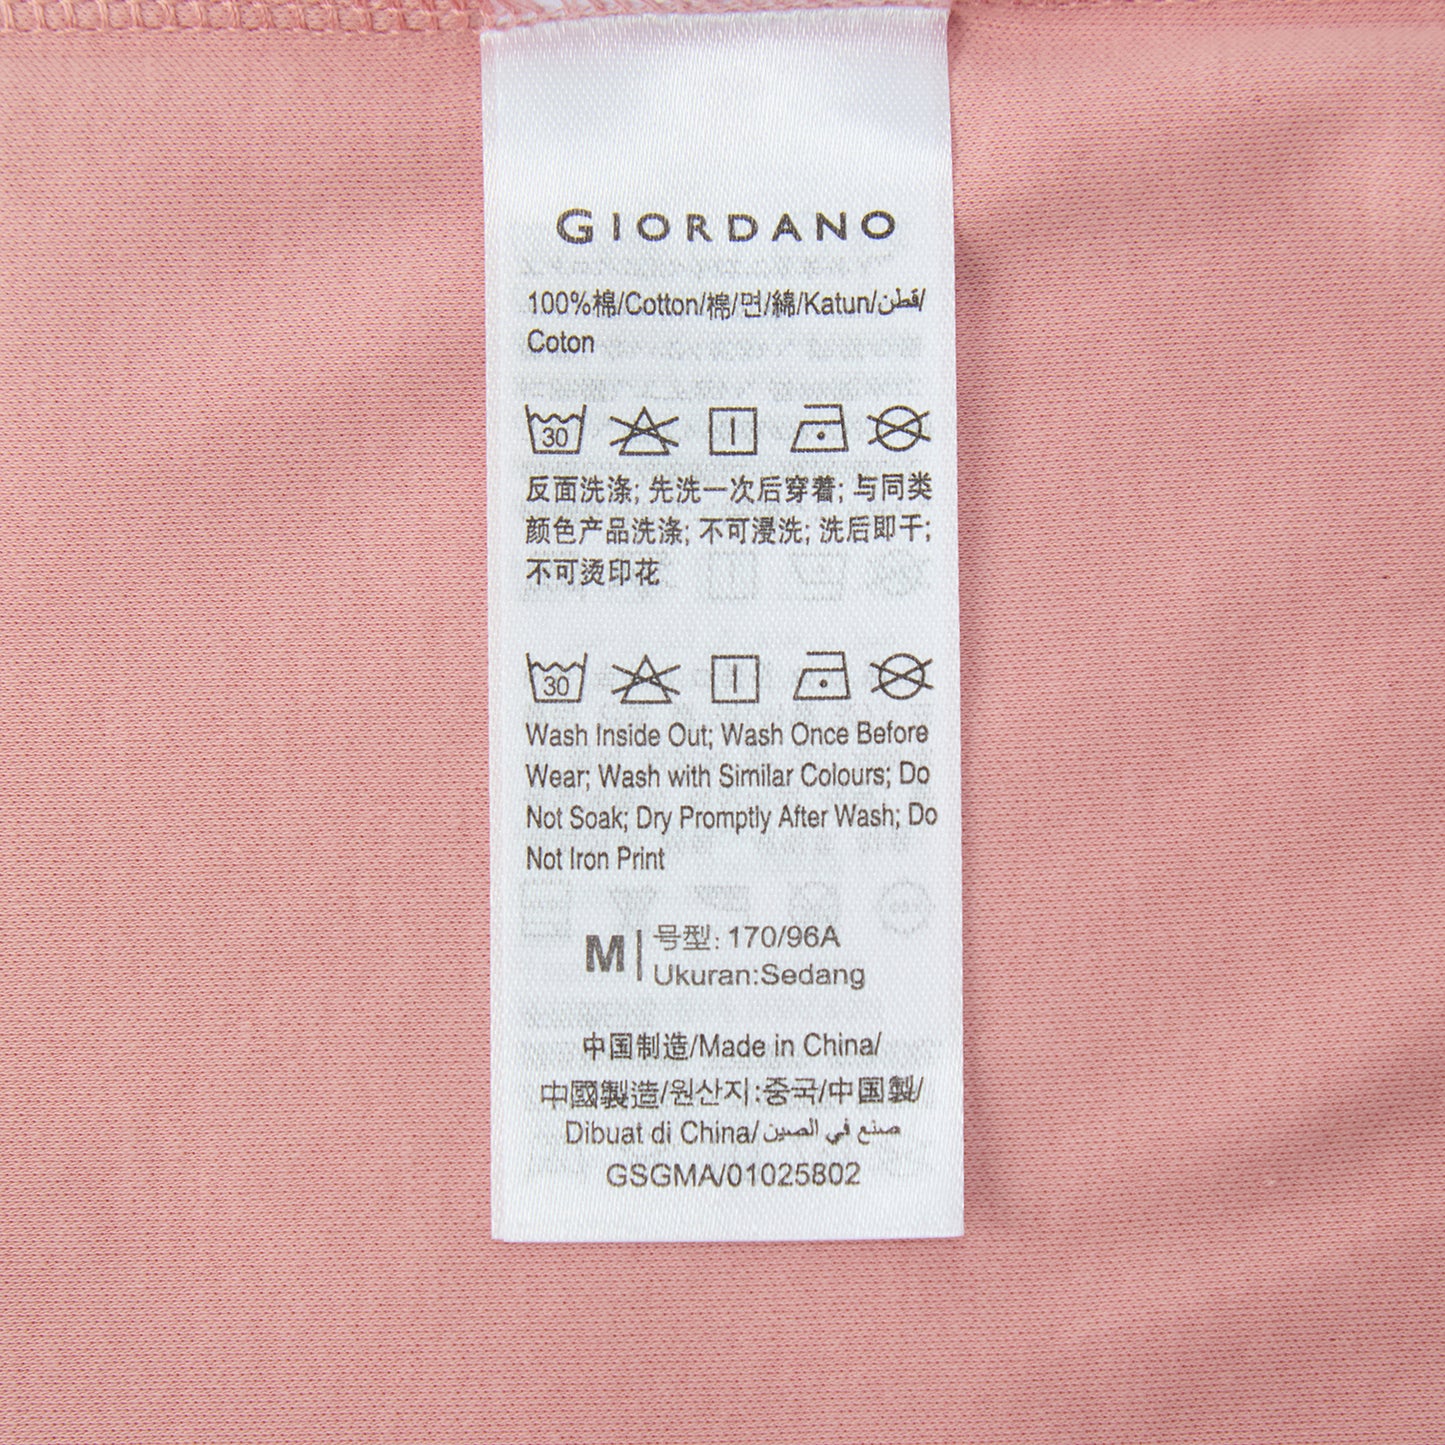 GIORDANO
100%棉/Cotton/棉/면/綿/Katun/قطن/
Coton
30
反面洗涤; 先洗一次后穿着; 与同类
颜色产品洗涤; 不可浸洗; 洗后即干;
不可烫印花
30
Wash Inside Out; Wash Once Before
Wear; Wash with Similar Colours; Do
Not Soak; Dry Promptly After Wash; Do
Not Iron Print
M 号型: 170/96A
Ukuran:Sedang
中国制造/Made in China/
中國製造/원산지:중국/中国製/
Dibuat di China/صنع في الصين
GSGMA/01025802